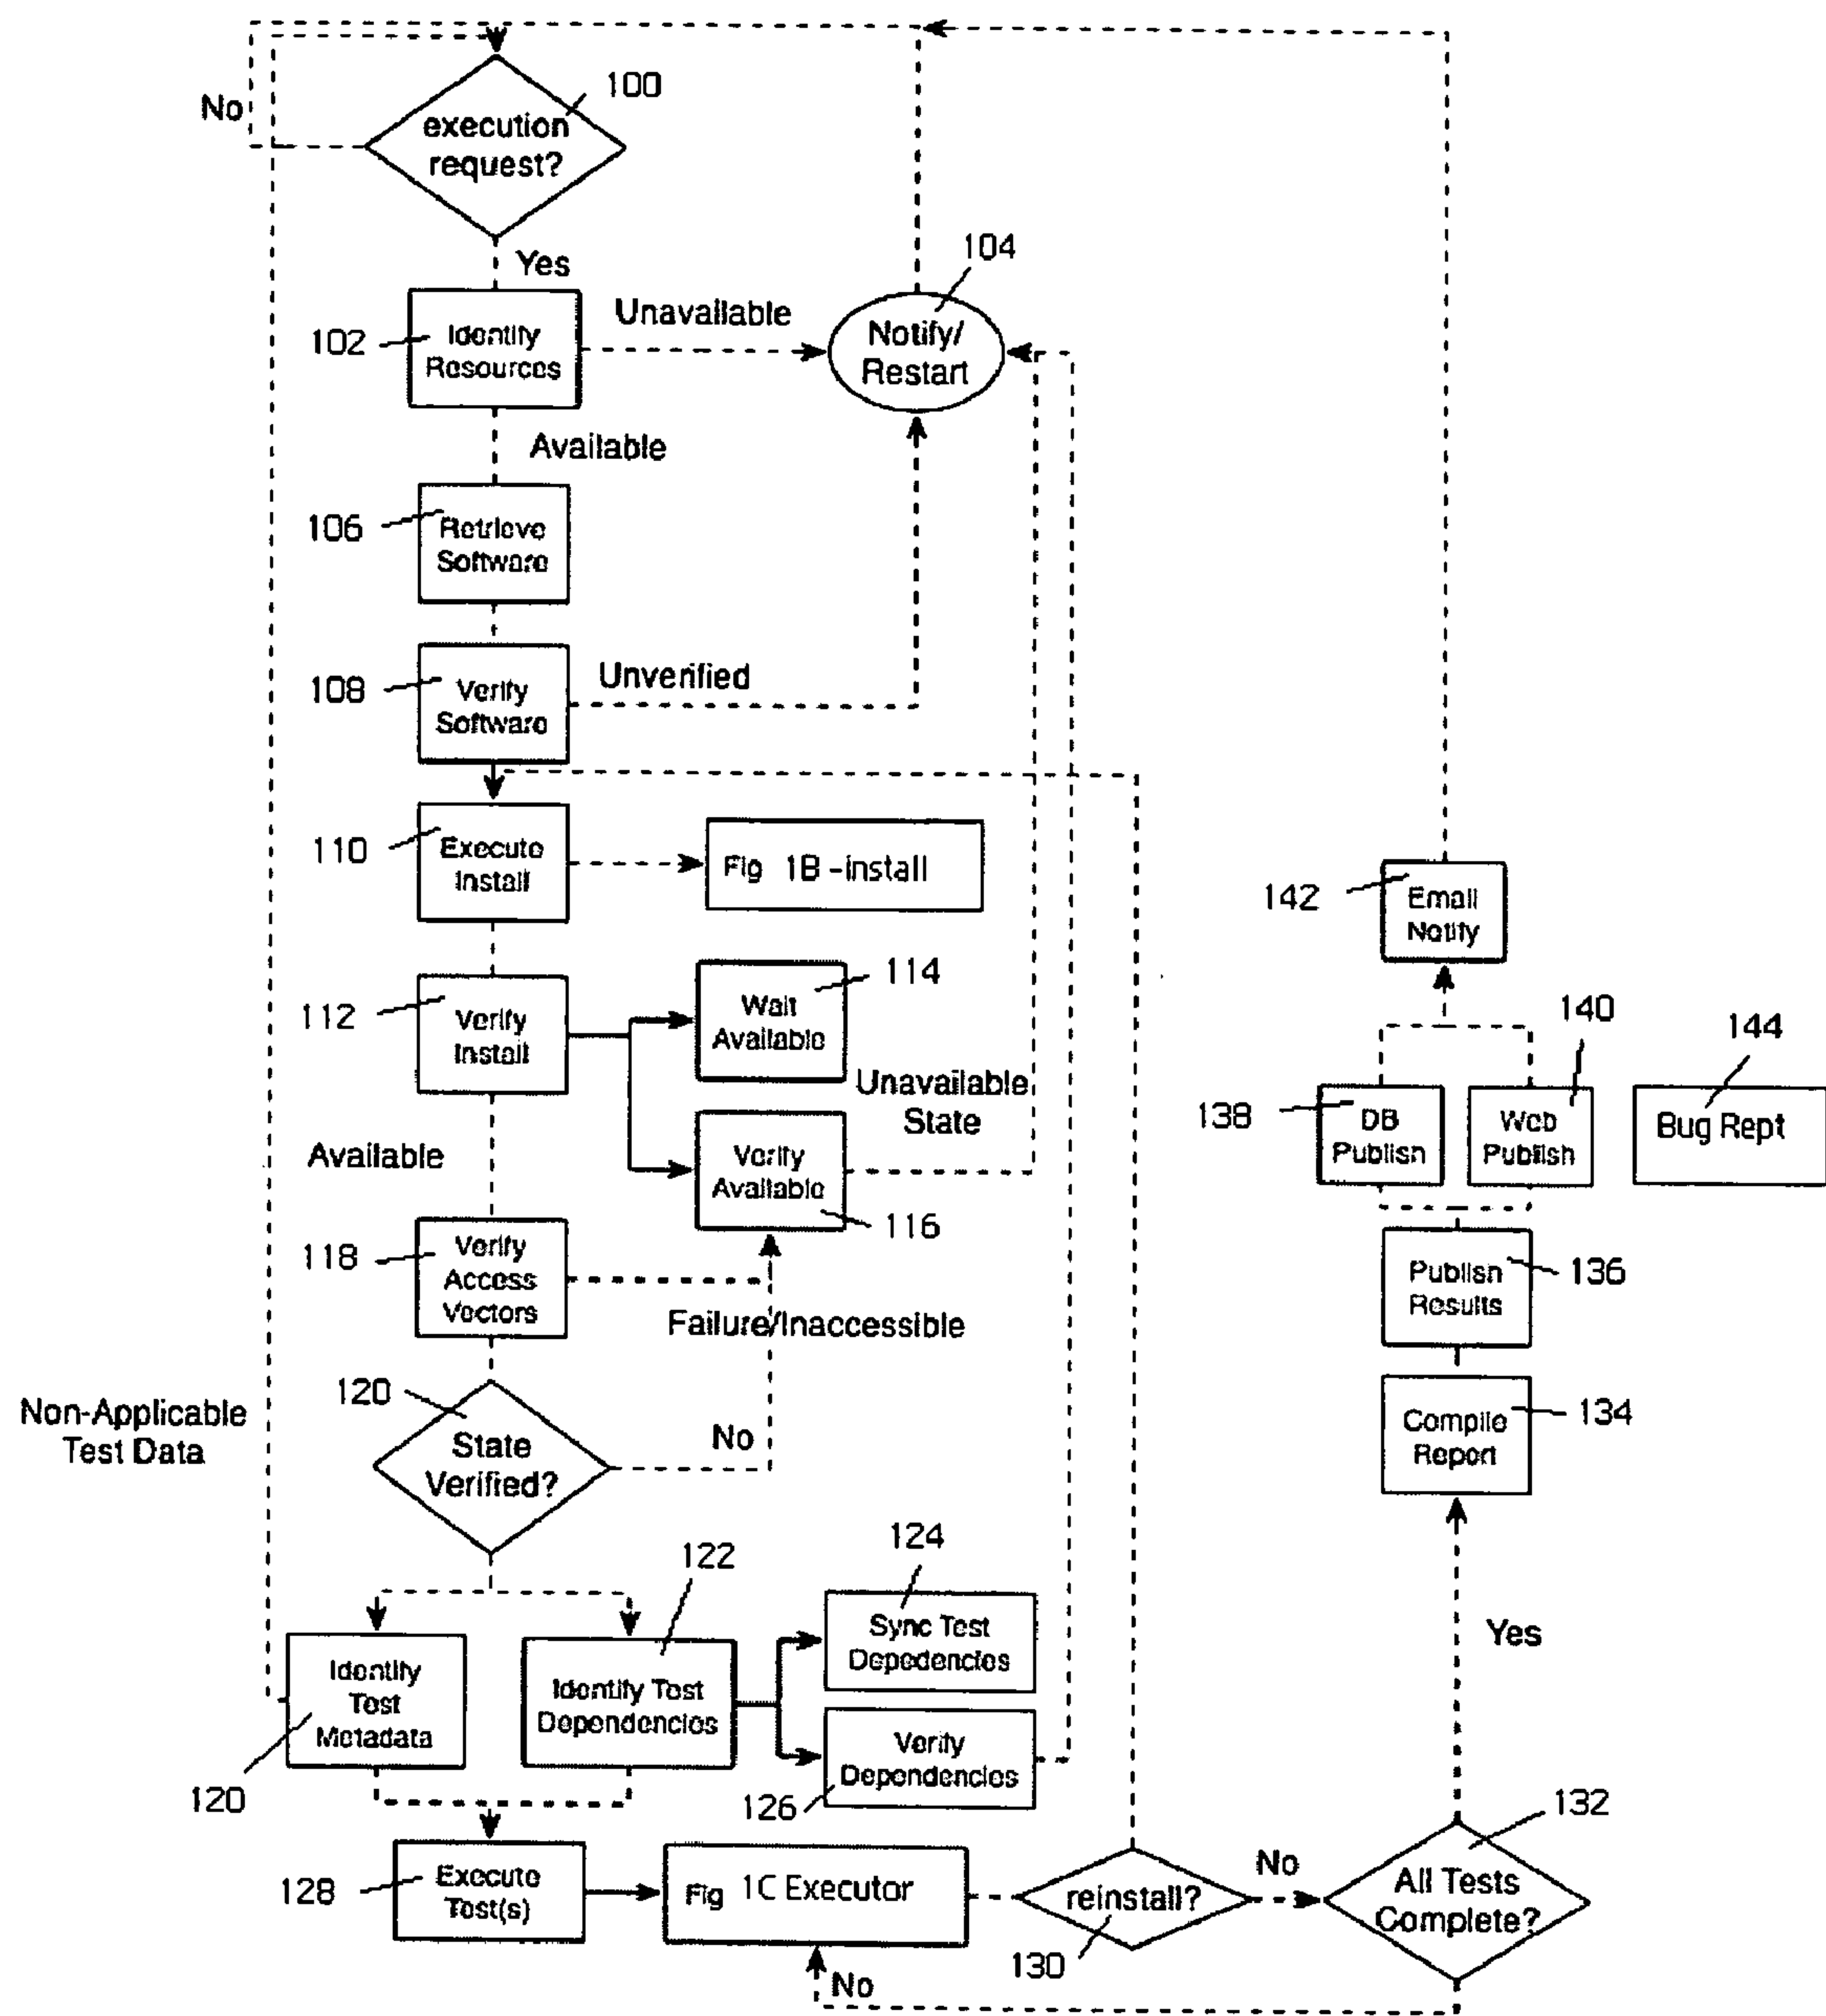 100
No
execution
request?
Yes
104
102
Identify
Resources
Unavailable
Notify/
Restart
Available
106
Retrieve
Software
108
Verify
Software
Unverified
110
Execute
Install
Fig 1B -install
142
Email
Notify
112
Verify
Install
114
Wait
Available
Unavailable
State
140
144
138
DB
Publish
Web
Publish
Bug Rept
Available
Verify
Available
116
118
Verify
Access
Vectors
Failure/Inaccessible
Publish
Results
136
120
State
Verified?
No
Non-Applicable
Test Data
Compile
Report
134
122
124
Sync Test
Depedencies
Yes
Identify
Test
Metadata
Identify Test
Dependencies
Verify
Dependencies
120
126
132
128
Execute
Test(s)
Fig 1C Executor
reinstall?
No
All Tests
Complete?
130
No